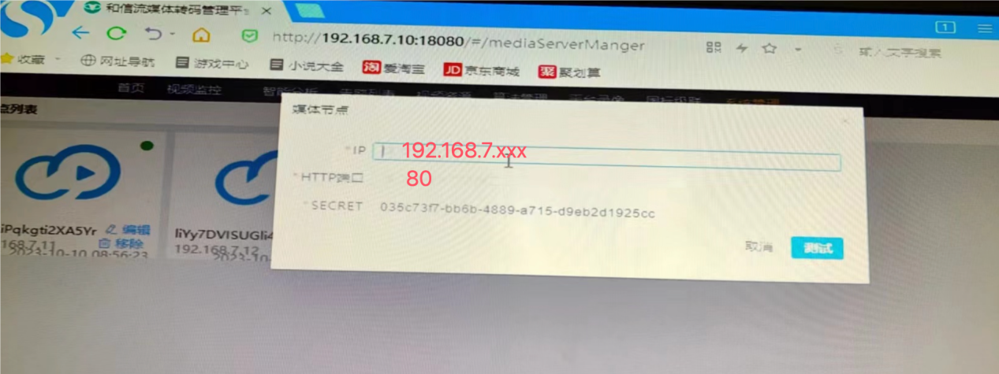 和信流媒体转码管理平
1
http://192.168.7.10:18080/#/mediaServerManger
输入文字搜索
收藏
网址导航
游戏中心
小说大全
淘 爱淘宝
JD 京东商城
聚 聚划算
首页 视频监控
点列表
媒体节点
*IP 192.168.7.xxx
*HTTP端口 80
*SECRET 035c73f7-bb6b-4889-a715-d9eb2d1925cc
取消 测试
iPqkgti2XA5Yr 编辑
168.7.11 移除
2023-10-10 08:56:23
liYy7DVISUGli4
192.168.7.12
2023-10-